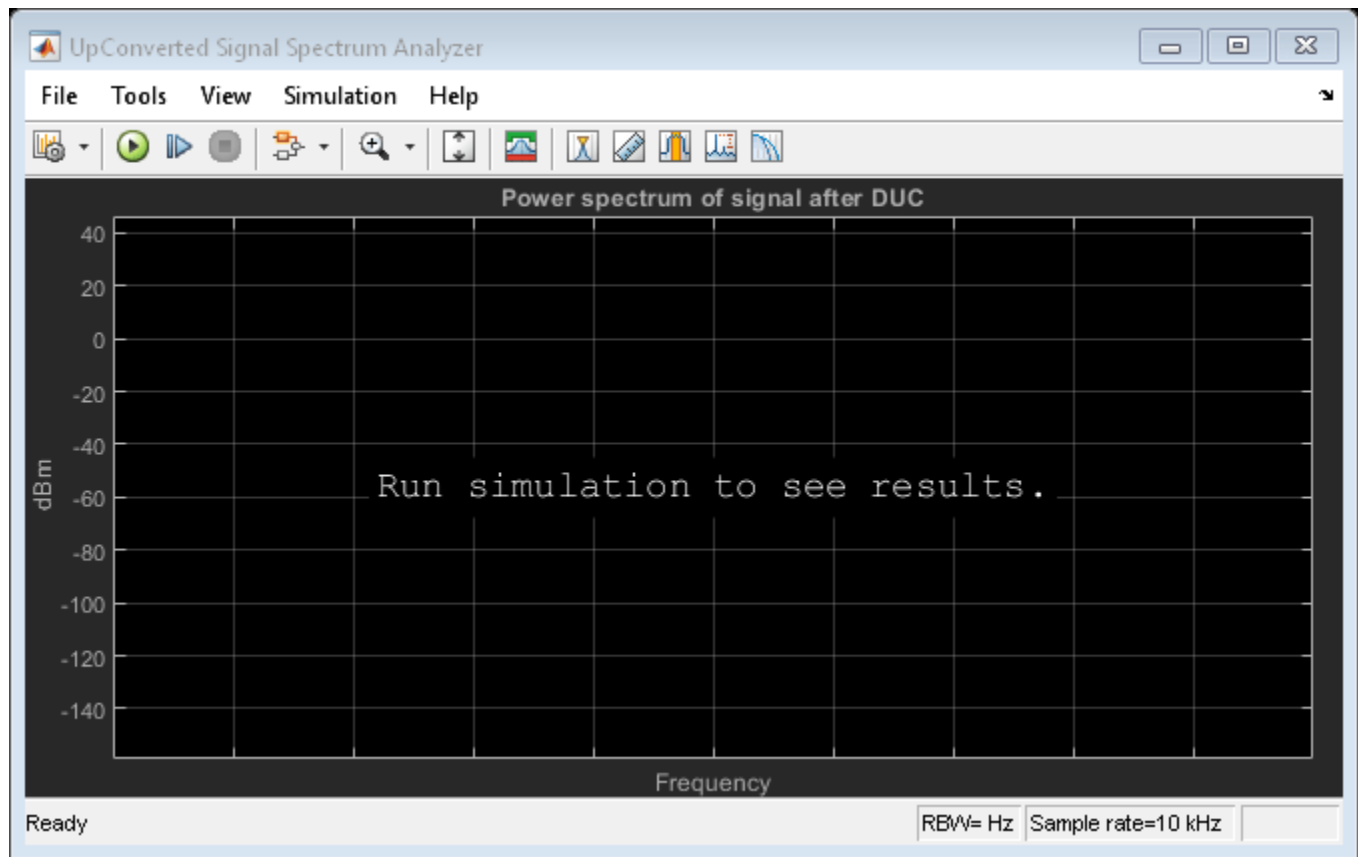 UpConverted Signal Spectrum Analyzer
File Tools View Simulation Help
Power spectrum of signal after DUC
40
20
0
-20
-40
-60
-80
-100
-120
-140
dBm
Run simulation to see results.
Frequency
Ready RBW= Hz Sample rate=10 kHz